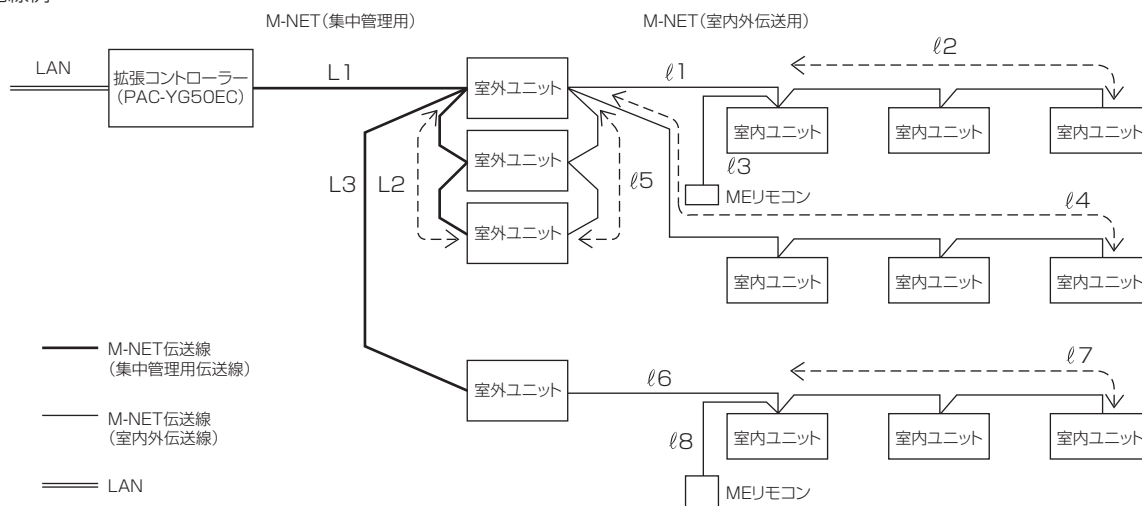 M-NET(集中管理用)
M-NET(室内外伝送用)
LAN
拡張コントローラー
(PAC-YG50EC)
L1
室外ユニット
ℓ1
ℓ2
室内ユニット
室内ユニット
室内ユニット
室外ユニット
ℓ3
L3
L2
ℓ5
MEリモコン
ℓ4
室外ユニット
室内ユニット
室内ユニット
室内ユニット
M-NET伝送線
(集中管理用伝送線)
室外ユニット
ℓ6
ℓ7
M-NET伝送線
(室内外伝送線)
ℓ8
室内ユニット
室内ユニット
室内ユニット
LAN
MEリモコン